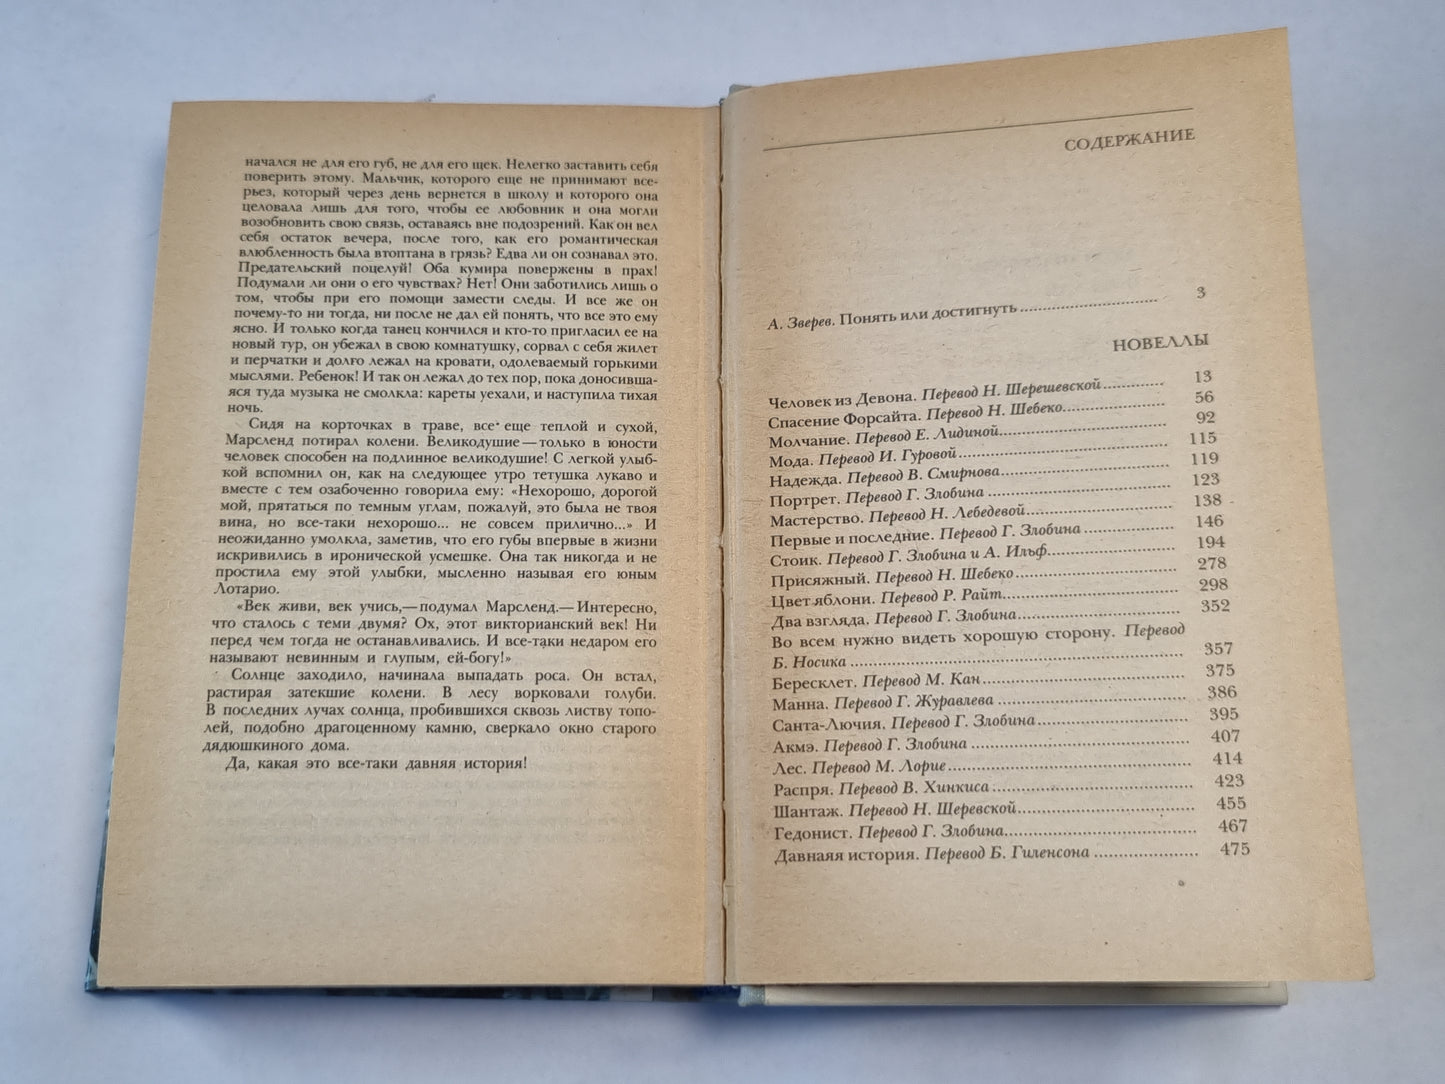 начался не для его губ, не для его щек. Нелегко заставить себя
поверить этому. Мальчик, которого еще не принимают все-
рьез, который через день вернется в школу и которого она
целовала лишь для того, чтобы ее любовник и она могли
возобновить свою связь, оставаясь вне подозрений. Как он вел
себя остаток вечера, после того, как его романтическая
влюбленность была втоптана в грязь? Едва ли он сознавал это.
Предательский поцелуй! Оба кумира повержены в прах!
Подумали ли они о его чувствах? Нет! Они заботились лишь о
том, чтобы при его помощи замести следы. И все же он
почему-то ни тогда, ни после не дал ей понять, что все это ему
ясно. И только когда танец кончился и кто-то пригласил ее на
новый тур, он убежал в свою комнатушку, сорвал с себя жилет
и перчатки и долго лежал на кровати, одолеваемый горькими
мыслями. Ребенок! И так он лежал до тех пор, пока доносивша-
яся туда музыка не смолкла: кареты уехали, и наступила тихая
ночь.
Сидя на корточках в траве, все еще теплой и сухой,
Марсленд потирал колени. Великодушие — только в юности
человек способен на подлинное великодушие! С легкой улыб-
кой вспомнил он, как на следующее утро тетушка лукаво и
вместе с тем озабоченно говорила ему: «Нехорошо, дорогой
мой, прятаться по темным углам, пожалуй, это была не твоя
вина, но все-таки нехорошо... не совсем прилично...» И
неожиданно умолкла, заметив, что его губы впервые в жизни
искривились в иронической усмешке. Она так никогда и не
простила ему этой улыбки, мысленно называя его юным
Лотарио.
«Век живи, век учись,— подумал Марсленд.— Интересно,
что сталось с теми двумя? Ох, этот викторианский век! Ни
перед чем тогда не останавливались. И все-таки недаром его
называют невинным и глупым, ей-богу!»
Солнце заходило, начинала выпадать роса. Он встал,
растирая затекшие колени. В лесу ворковали голуби.
В последних лучах солнца, пробившихся сквозь листву топо-
лей, подобно драгоценному камню, сверкало окно старого
дядюшкиного дома.
Да, какая это все-таки давняя история!
СОДЕРЖАНИЕ
А. Зверев. Понять или достигнуть ........ 3
НОВЕЛЛЫ
Человек из Девона. Перевод Н. Шерешевской ........ 13
Спасение Форсайта. Перевод Н. Шебеко ........ 56
Молчание. Перевод Е. Лидиной ........ 92
Мода. Перевод И. Гуровой ........ 115
Надежда. Перевод В. Смирнова ........ 119
Портрет. Перевод Г. Злобина ........ 123
Мастерство. Перевод Н. Лебедевой ........ 138
Первые и последние. Перевод Г. Злобина ........ 146
Стоик. Перевод Г. Злобина и А. Ильф ........ 194
Присяжный. Перевод Н. Шебеко ........ 278
Цвет яблони. Перевод Р. Райт ........ 298
Два взгляда. Перевод Г. Злобина ........ 352
Во всем нужно видеть хорошую сторону. Перевод
Б. Носика ........ 357
Бересклет. Перевод М. Кан ........ 375
Манна. Перевод Г. Журавлева ........ 386
Санта-Лючия. Перевод Г. Злобина ........ 395
Акмэ. Перевод Г. Злобина ........ 407
Лес. Перевод М. Лорие ........ 414
Распря. Перевод В. Хинкиса ........ 423
Шантаж. Перевод Н. Щеревской ........ 455
Гедонист. Перевод Г. Злобина ........ 467
Давнаяя история. Перевод Б. Гиленсона ........ 475